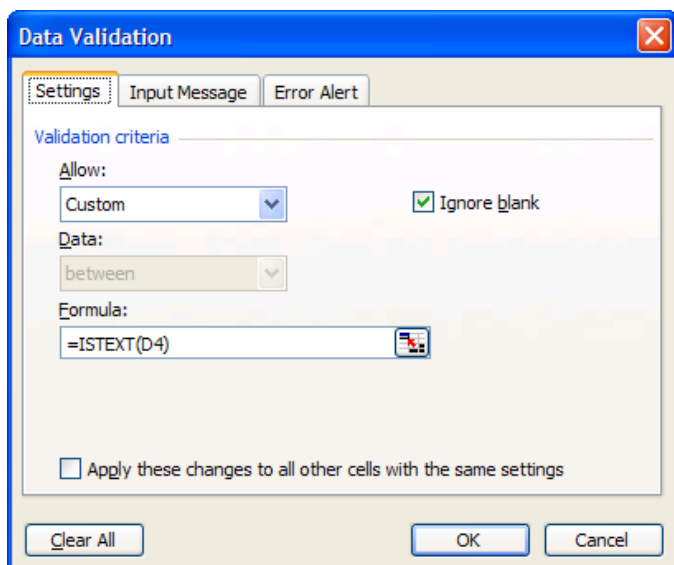 Data Validation
Settings Input Message Error Alert
Validation criteria
Allow:
Custom Ignore blank
Data:
between
Formula:
=ISTEXT(D4)
Apply these changes to all other cells with the same settings
Clear All OK Cancel